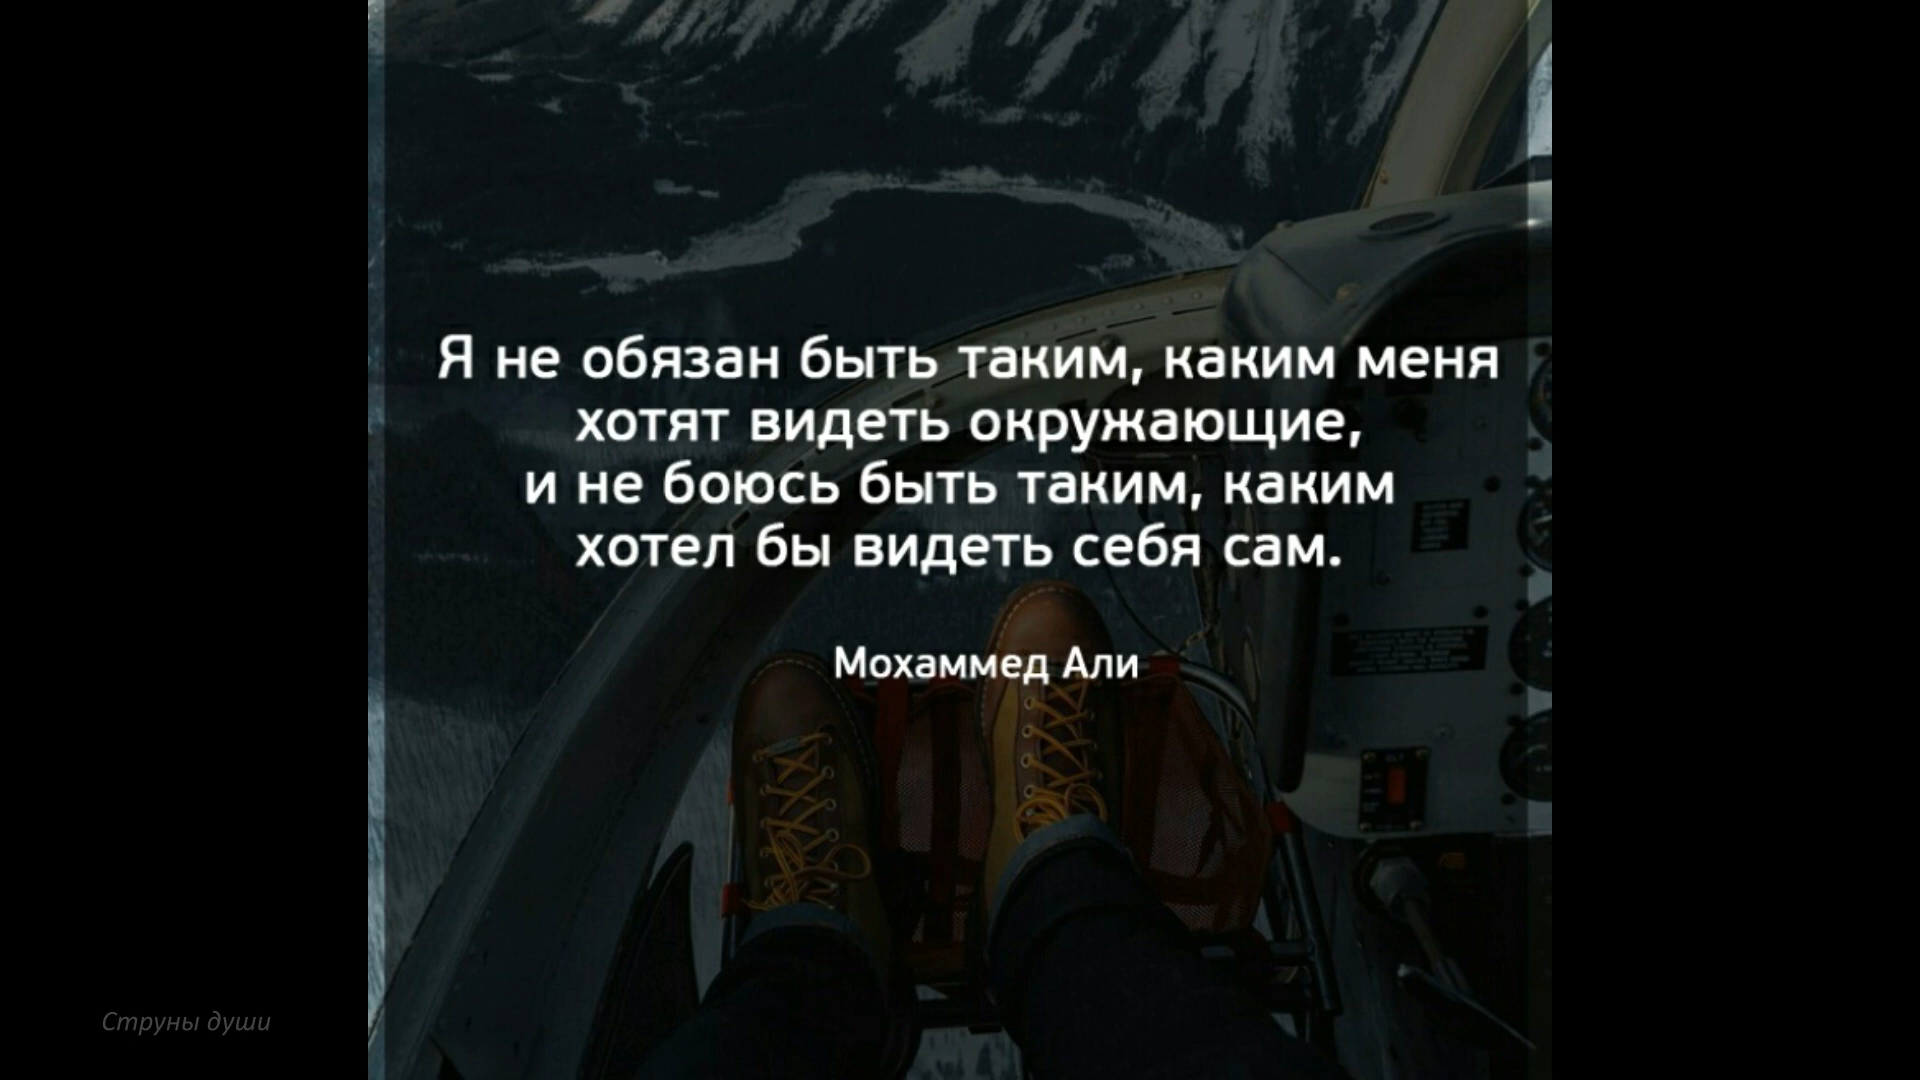 Я не обязан быть таким, каким меня
хотят видеть окружающие,
и не боюсь быть таким, каким
хотел бы видеть себя сам.
Мохаммед Али
Струны души